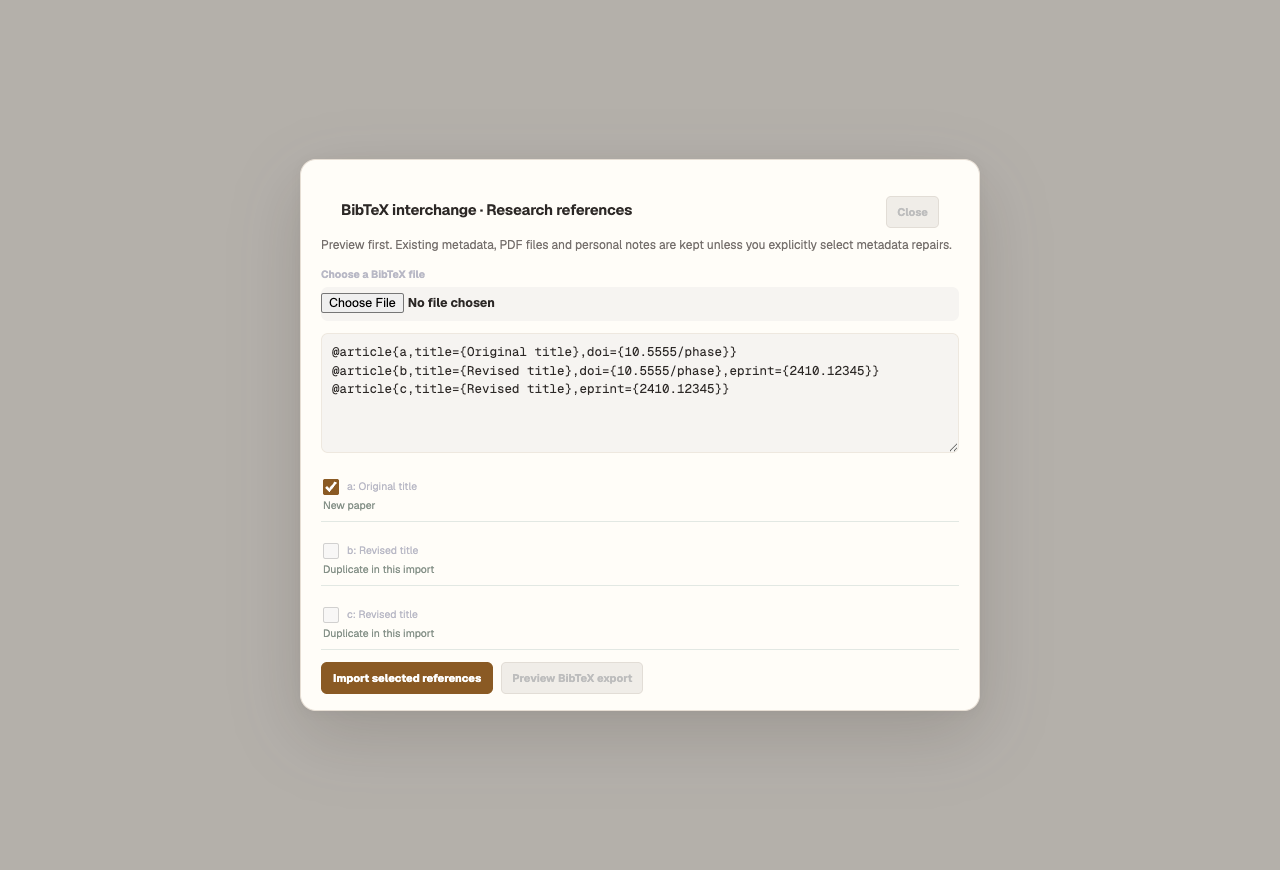 BibTeX interchange · Research references
Close
Preview first. Existing metadata, PDF files and personal notes are kept unless you explicitly select metadata repairs.
Choose a BibTeX file
Choose File No file chosen
@article{a,title={Original title},doi={10.5555/phase}}
@article{b,title={Revised title},doi={10.5555/phase},eprint={2410.12345}}
@article{c,title={Revised title},eprint={2410.12345}}
a: Original title
New paper
b: Revised title
Duplicate in this import
c: Revised title
Duplicate in this import
Import selected references
Preview BibTeX export